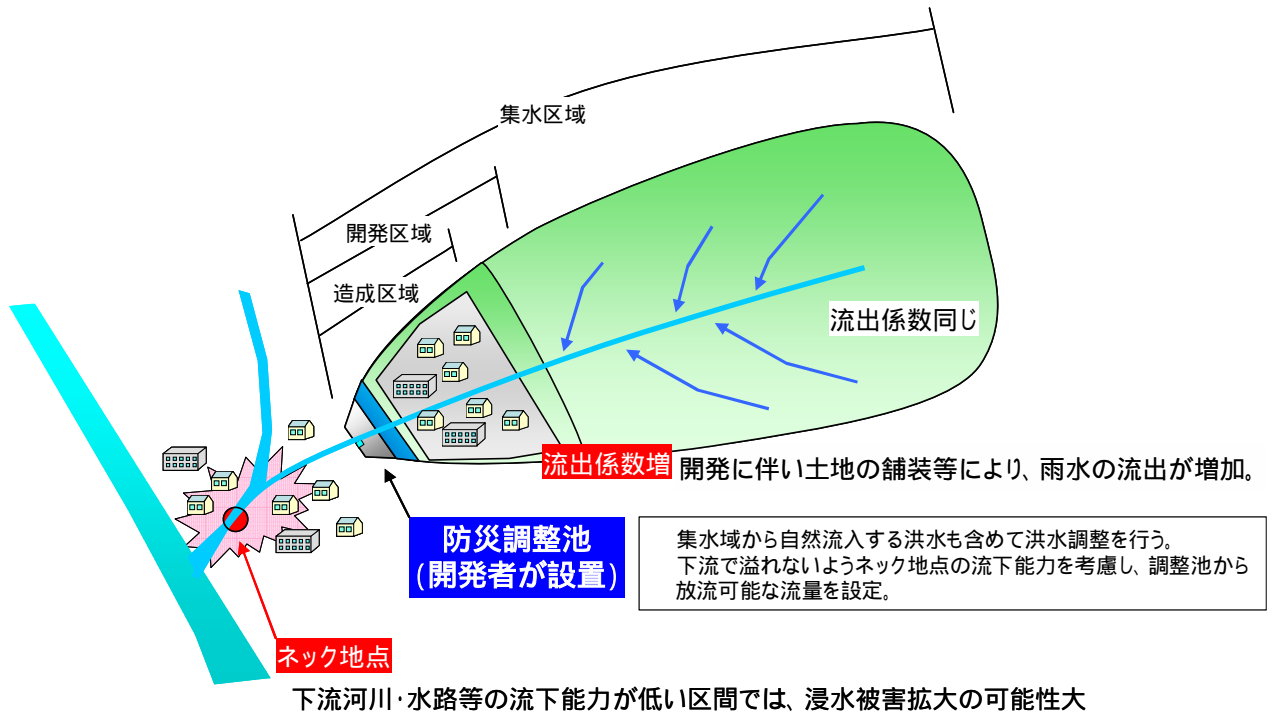 集水区域
開発区域
造成区域
流出係数同じ
流出係数増 開発に伴い土地の舗装等により、雨水の流出が増加。
防災調整池
(開発者が設置)
集水域から自然流入する洪水も含めて洪水調整を行う。
下流で溢れないようネック地点の流下能力を考慮し、調整池から
放流可能な流量を設定。
ネック地点
下流河川・水路等の流下能力が低い区間では、浸水被害拡大の可能性大